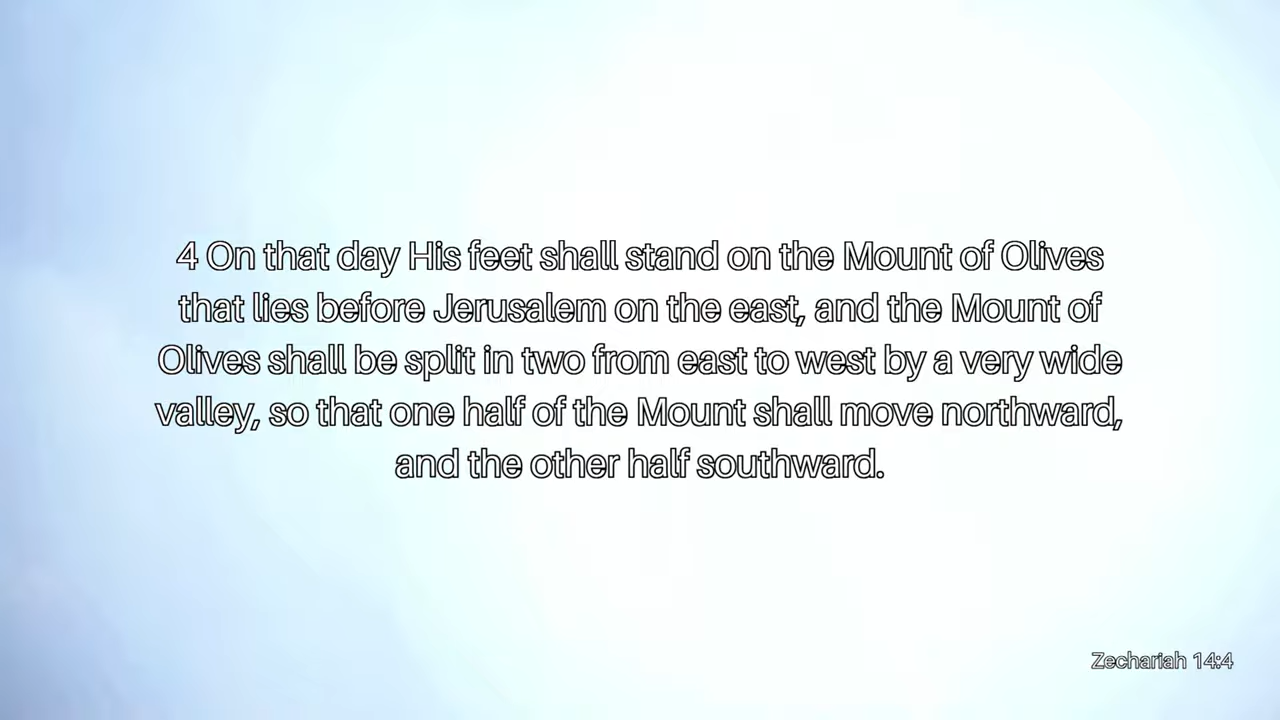 4 On that day His feet shall stand on the Mount of Olives
that lies before Jerusalem on the east, and the Mount of
Olives shall be split in two from east to west by a very wide
valley, so that one half of the Mount shall move northward,
and the other half southward.
Zechariah 14:4